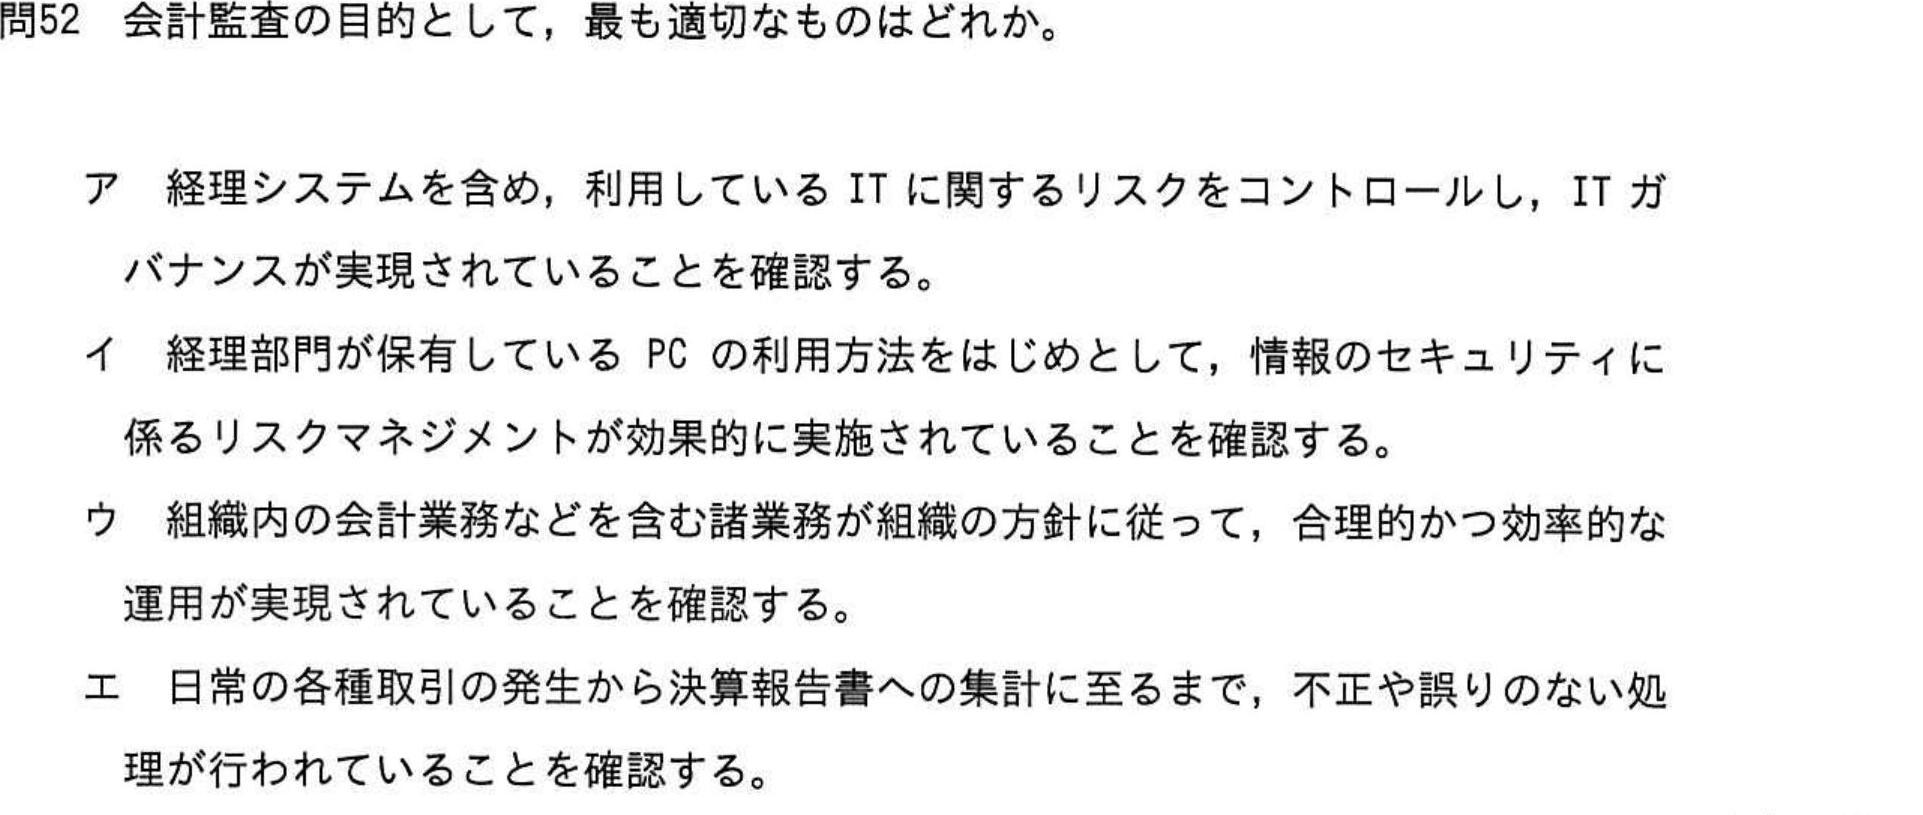 問52　会計監査の目的として，最も適切なものはどれか。
ア　経理システムを含め，利用している IT に関するリスクをコントロールし，IT ガ
バナンスが実現されていることを確認する。
イ　経理部門が保有している PC の利用方法をはじめとして，情報のセキュリティに
係るリスクマネジメントが効果的に実施されていることを確認する。
ウ　組織内の会計業務などを含む諸業務が組織の方針に従って，合理的かつ効率的な
運用が実現されていることを確認する。
エ　日常の各種取引の発生から決算報告書への集計に至るまで，不正や誤りのない処
理が行われていることを確認する。